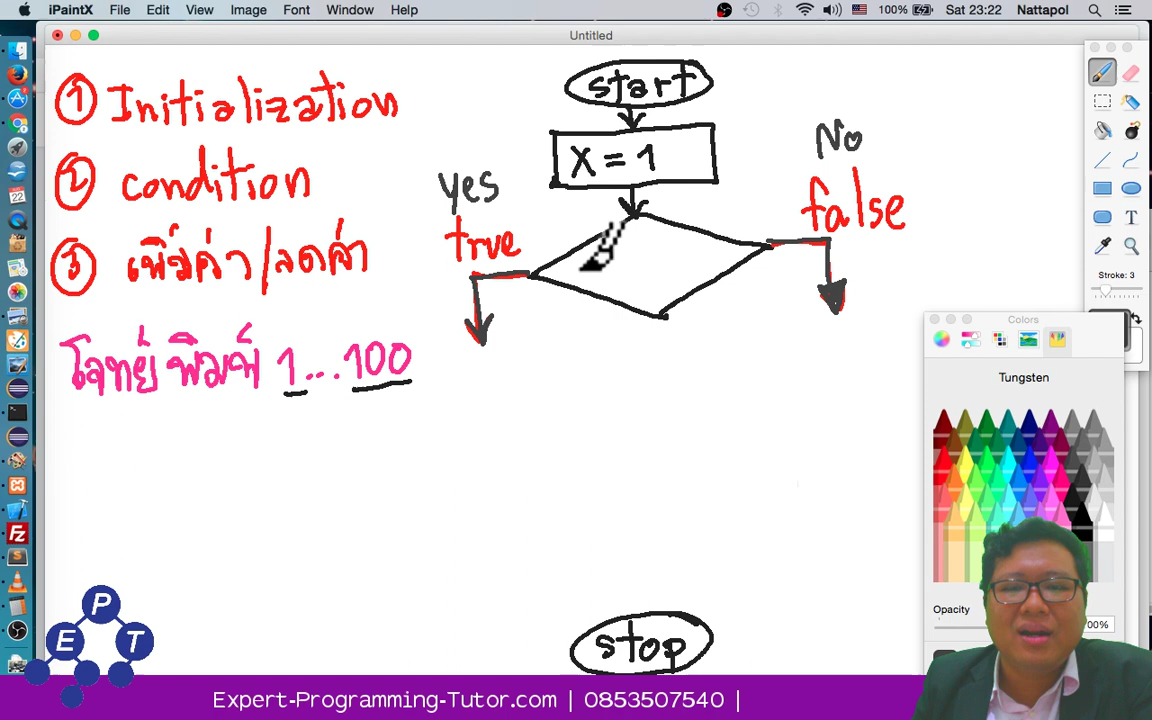 iPaintX File Edit View Image Font Window Help
100% Sat 23:22 Nattapol
Untitled
① Initialization
② condition
③ เพิ่มค่า/ลดค่า
โจทย์ พิมพ์ 1...100
start
X = 1
yes
true
No
false
stop
Stroke: 3
Colors
Tungsten
Opacity
00%
E P T
Expert-Programming-Tutor.com | 0853507540 |